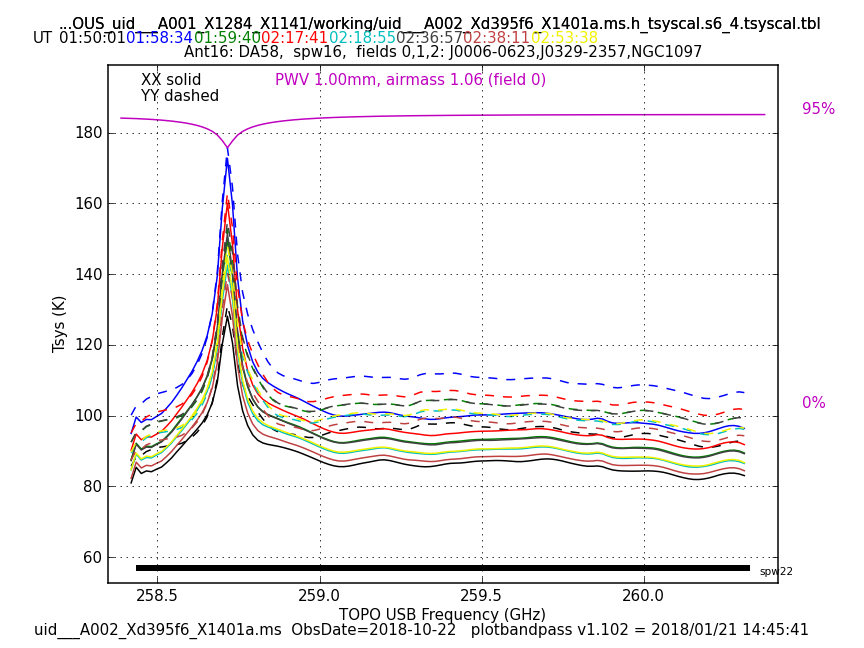 ...OUS_uid___A001_X1284_X1141/working/uid___A002_Xd395f6_X1401a.ms.h_tsyscal.s6_4.tsyscal.tbl
UT 01:50:01 01:58:34 01:59:40 02:17:41 02:18:55 02:36:57 02:38:11 02:53:38
Ant16: DA58, spw16, fields 0,1,2: J0006-0623,J0329-2357,NGC1097
XX solid
PWV 1.00mm, airmass 1.06 (field 0)
YY dashed
95%
180
160
140
120
100
80
60
Tsys (K)
0%
spw22
258.5 259.0 259.5 260.0
TOPO USB Frequency (GHz)
uid___A002_Xd395f6_X1401a.ms ObsDate=2018-10-22 plotbandpass v1.102 = 2018/01/21 14:45:41